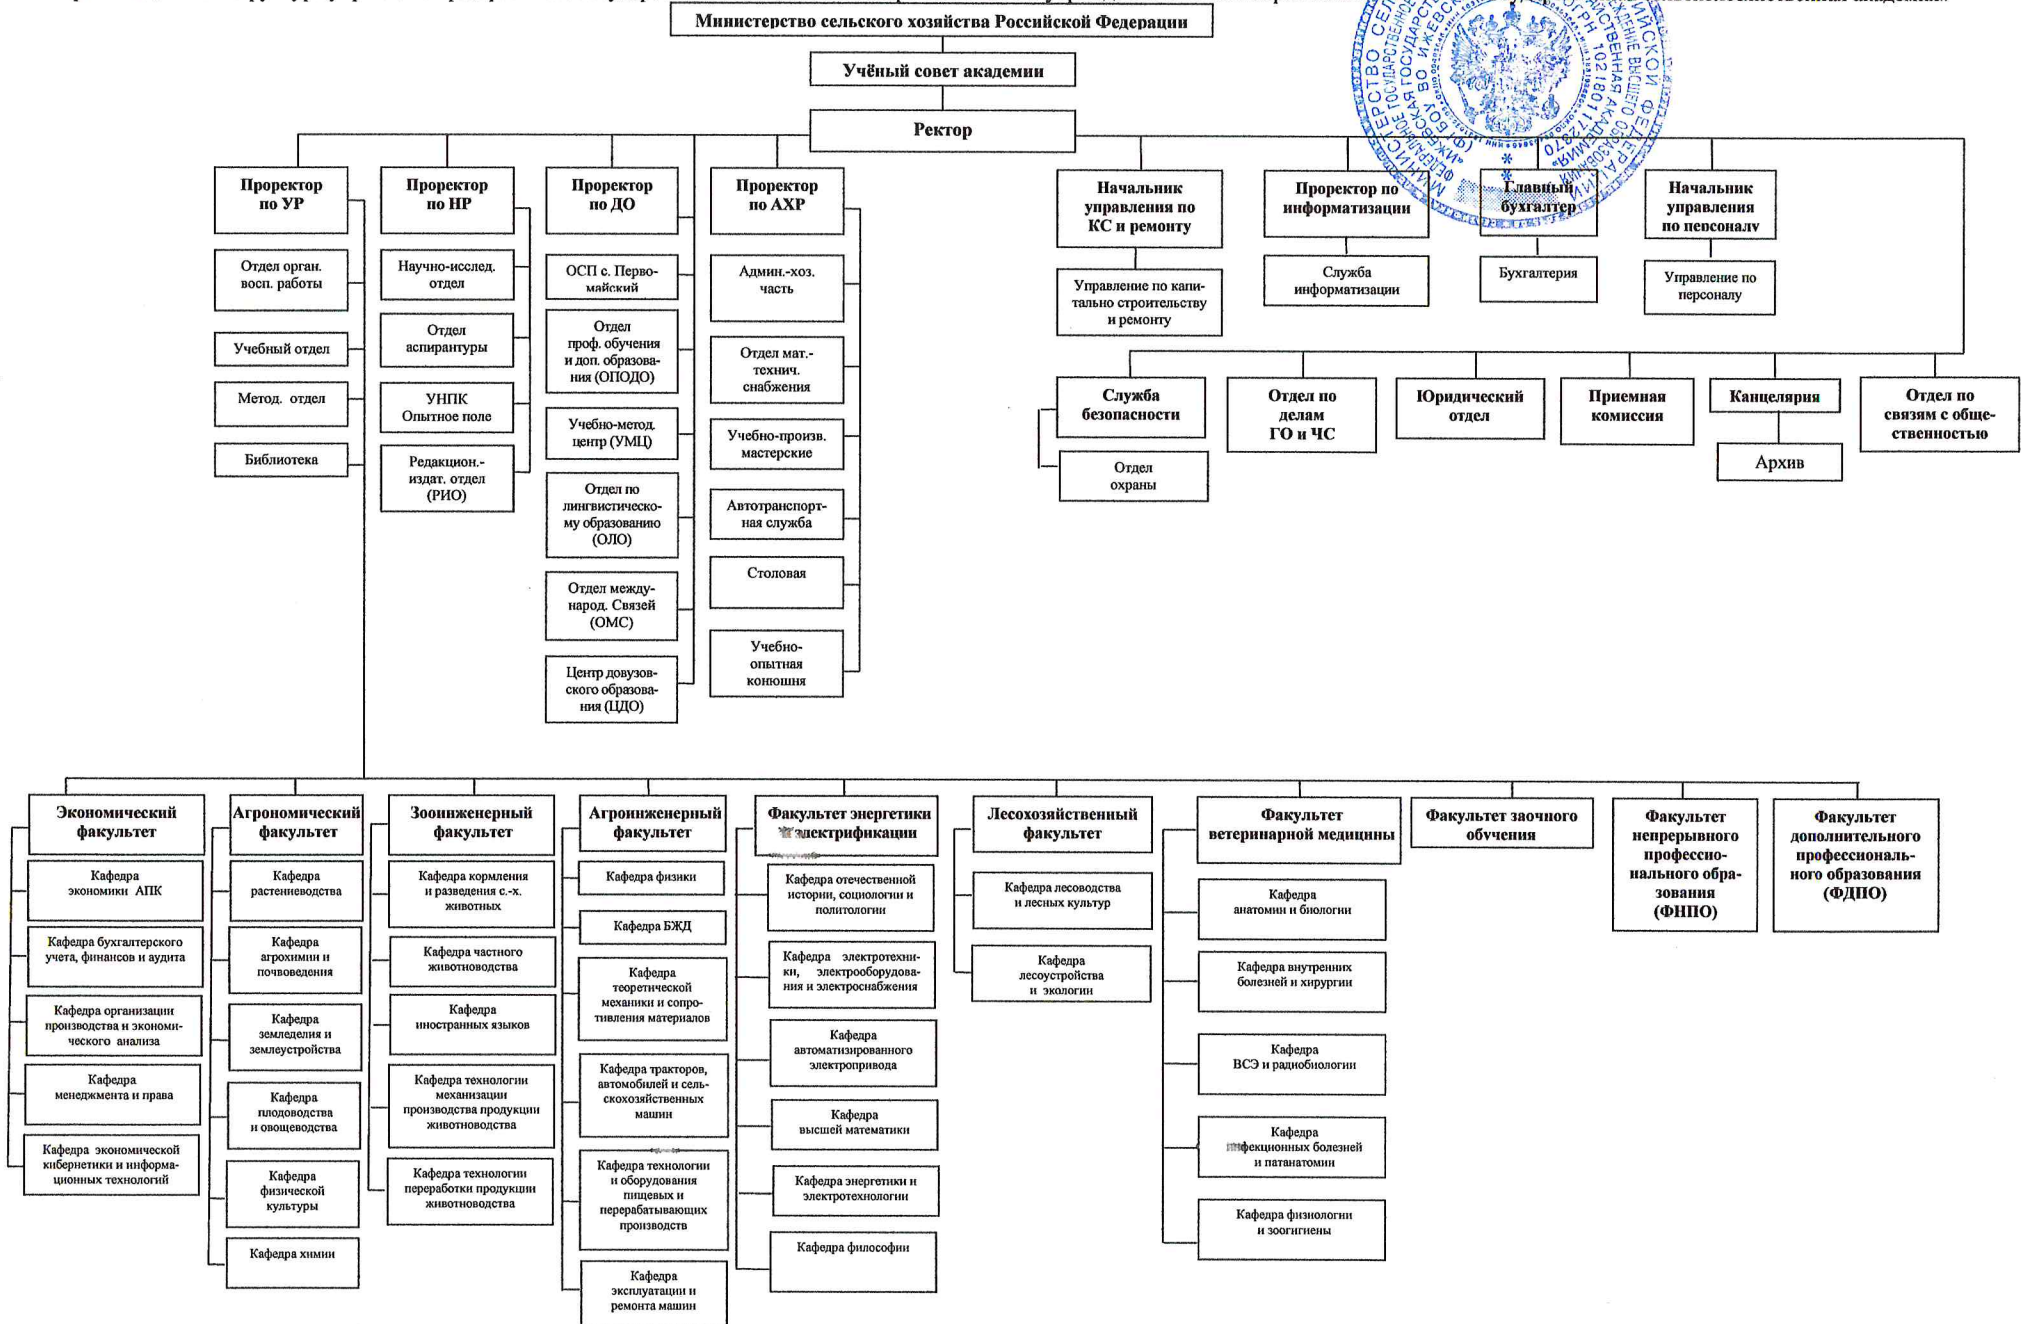 Министерство сельского хозяйства Российской Федерации
Учёный совет академии
Ректор
Проректор
по УР
Отдел орган.
восп. работы
Учебный отдел
Метод. отдел
Библиотека
Проректор
по НР
Научно-исслед.
отдел
Отдел
аспирантуры
УНПК
Опытное поле
Редакцион.-
издат. отдел
(РИО)
Проректор
по ДО
ОСП с. Перво-
майский
Отдел
проф. обучения
и доп. образова-
ния (ОПОДО)
Учебно-метод.
центр (УМЦ)
Отдел по
лингвистическо-
му образованию
(ОЛО)
Отдел между-
народ. Связей
(ОМС)
Центр довузов-
ского образова-
ния (ЦДО)
Проректор
по АХР
Админ.-хоз.
часть
Отдел мат.-
технич.
снабжения
Учебно-произв.
мастерские
Автотранспорт-
ная служба
Столовая
Учебно-
опытная
конюшня
Начальник
управления по
КС и ремонту
Управление по капи-
тально строительству
и ремонту
Проректор по
информатизации
Служба
информатизации
Главный
бухгалтер
Бухгалтерия
Начальник
управления
по персоналу
Управление по
персоналу
Служба
безопасности
Отдел
охраны
Отдел по
делам
ГО и ЧС
Юридический
отдел
Приемная
комиссия
Канцелярия
Архив
Отдел по
связям с обще-
ственностью
Экономический
факультет
Кафедра
экономики АПК
Кафедра бухгалтерского
учета, финансов и аудита
Кафедра организации
производства и экономи-
ческого анализа
Кафедра
менеджмента и права
Кафедра экономической
кибернетики и информа-
ционных технологий
Агрономический
факультет
Кафедра
растениеводства
Кафедра
агрохимии и
почвоведения
Кафедра
земледелия и
землеустройства
Кафедра
плодоводства
и овощеводства
Кафедра
физической
культуры
Кафедра химии
Зооинженерный
факультет
Кафедра кормления
и разведения с.-х.
животных
Кафедра частного
животноводства
Кафедра
иностранных языков
Кафедра технологии
механизации
производства продукции
животноводства
Кафедра технологии
переработки продукции
животноводства
Агроинженерный
факультет
Кафедра физики
Кафедра БЖД
Кафедра
теоретической
механики и сопро-
тивления материалов
Кафедра тракторов,
автомобилей и сель-
скохозяйственных
машин
Кафедра технологии
и оборудования
пищевых и
перерабатывающих
производств
Кафедра
эксплуатации и
ремонта машин
Факультет энергетики
и электрификации
Кафедра отечественной
истории, социологии и
политологии
Кафедра электротехни-
ки, электрооборудова-
ния и электроснабжения
Кафедра
автоматизированного
электропривода
Кафедра
высшей математики
Кафедра энергетики и
электротехнологии
Кафедра философии
Лесохозяйственный
факультет
Кафедра лесоводства
и лесных культур
Кафедра
лесоустройства
и экологии
Факультет
ветеринарной медицины
Кафедра
анатомии и биологии
Кафедра внутренних
болезней и хирургии
Кафедра
ВСЭ и радиобиологии
Кафедра
инфекционных болезней
и патанатомии
Кафедра физиологии
и зоогигиены
Факультет заочного
обучения
Факультет
непрерывного
профессио-
нального обра-
зования
(ФНПО)
Факультет
дополнительного
профессиональ-
ного образования
(ФДПО)